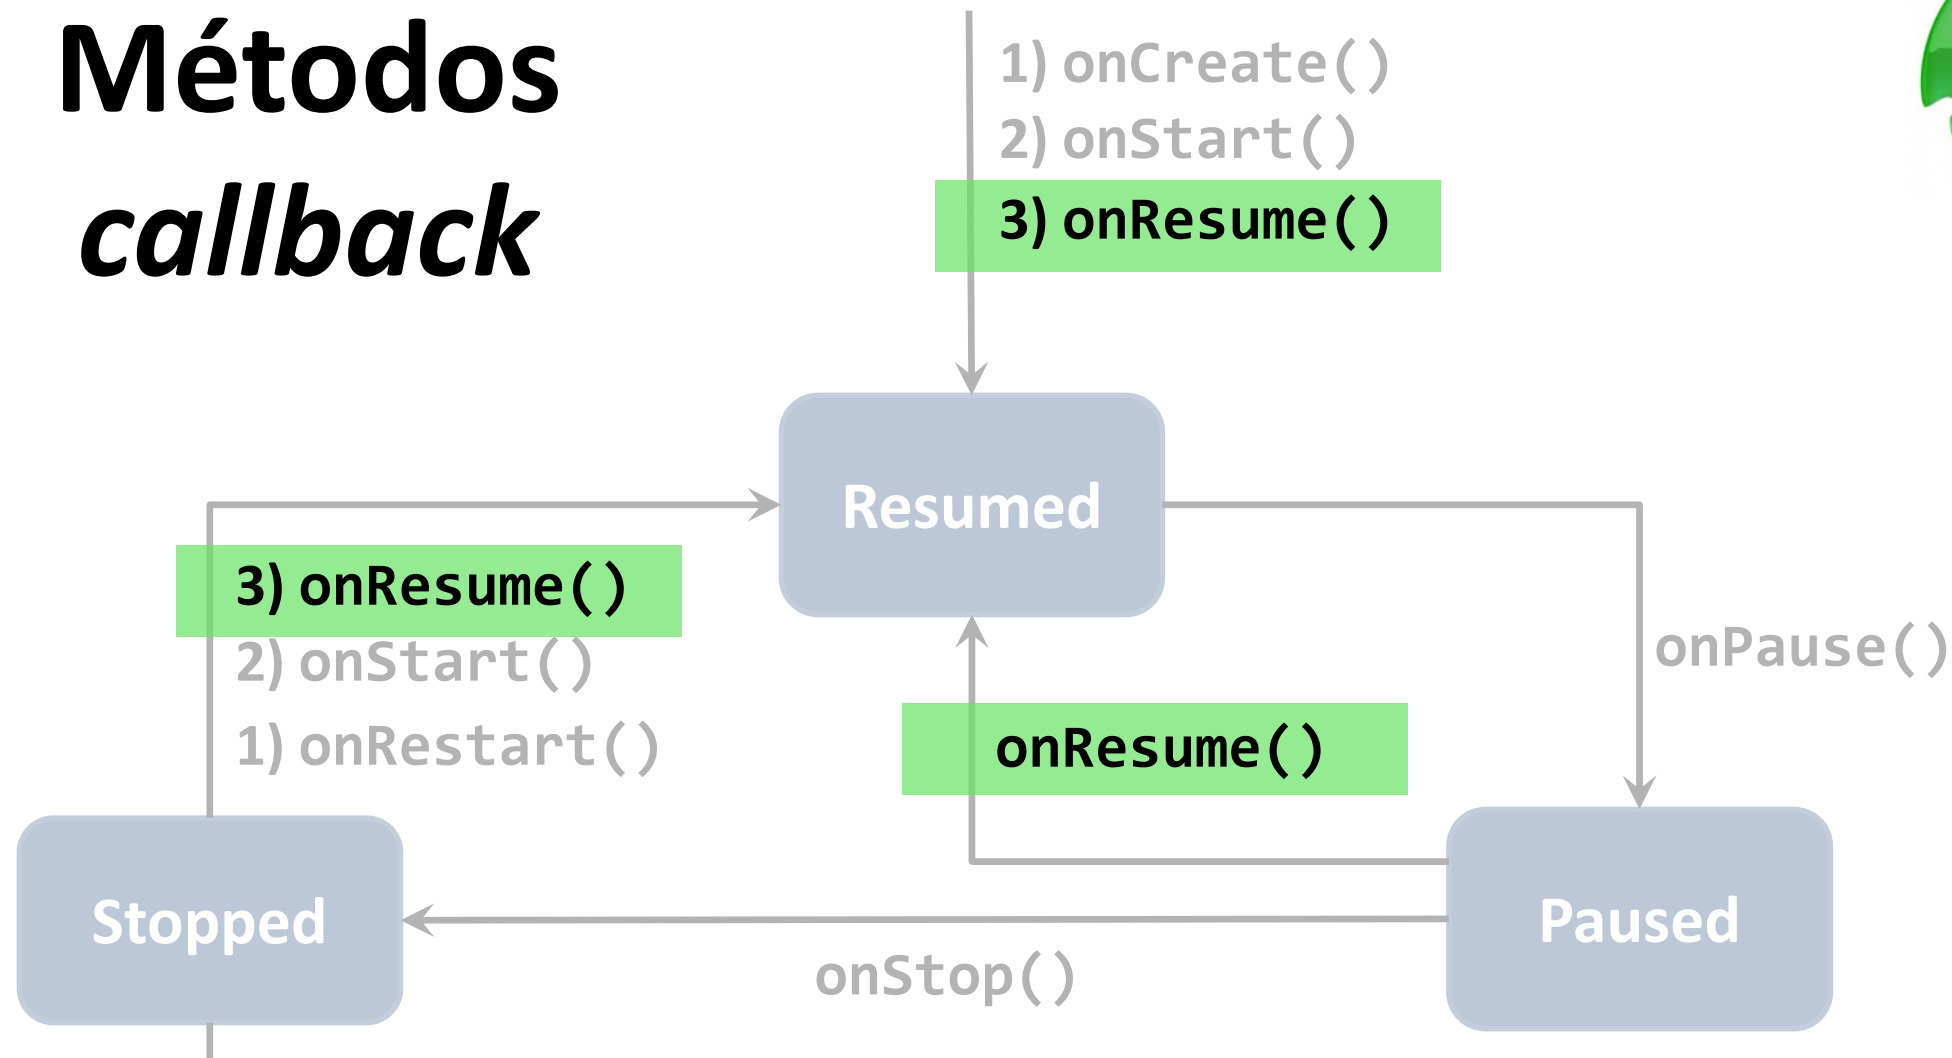 Métodos
callback
1) onCreate()
2) onStart()
3) onResume()
Resumed
3) onResume()
2) onStart()
1) onRestart()
onPause()
onResume()
Stopped
Paused
onStop()